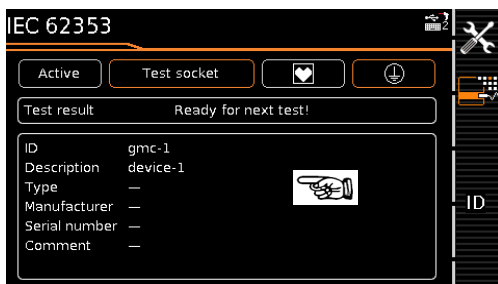 IEC 62353
2
Active Test socket
Test result Ready for next test!
ID gmc-1
Description device-1
Type —
Manufacturer —
Serial number —
Comment —
ID